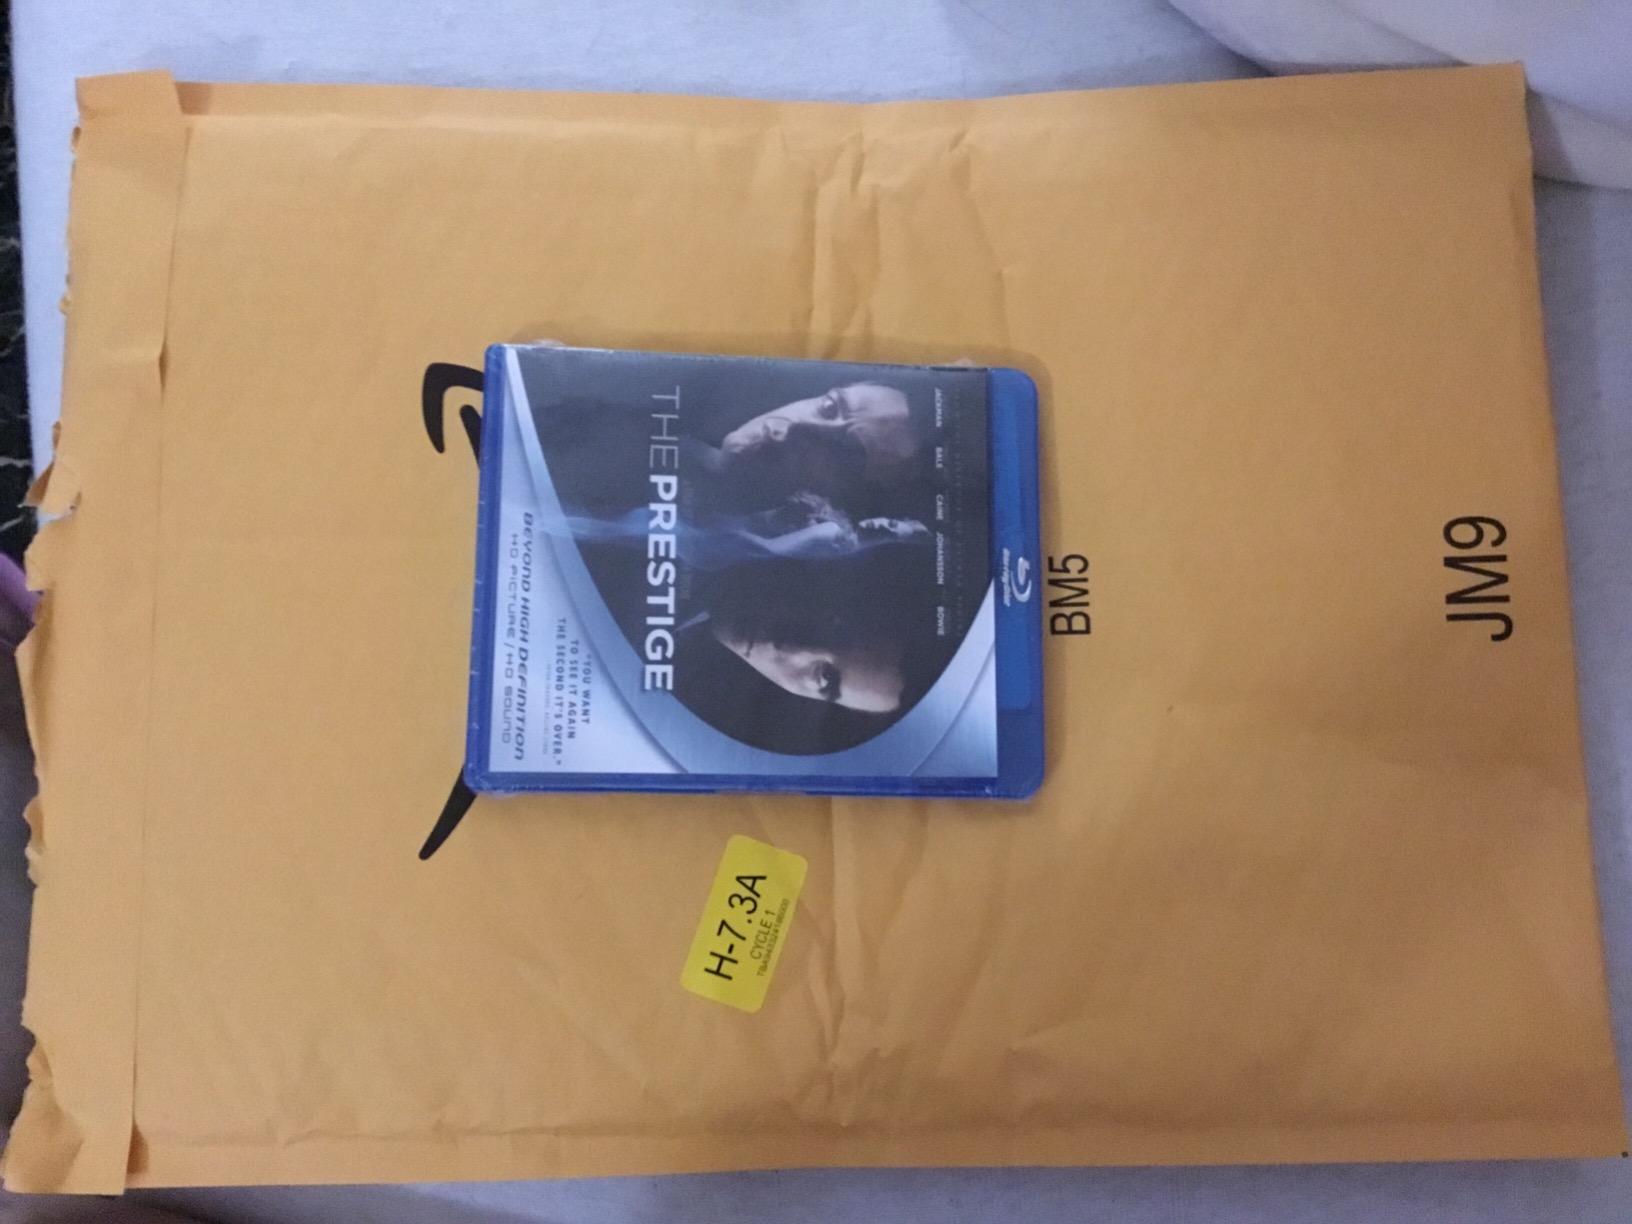 JACKMAN BALE CAINE JOHANSSON BOWIE
THE PRESTIGE
"YOU WANT
TO SEE IT AGAIN
THE SECOND IT'S OVER."
BEYOND HIGH DEFINITION
HD PICTURE / HD SOUND
Blu-ray Disc
BM5
JM9
H-7.3A
CYCLE 1